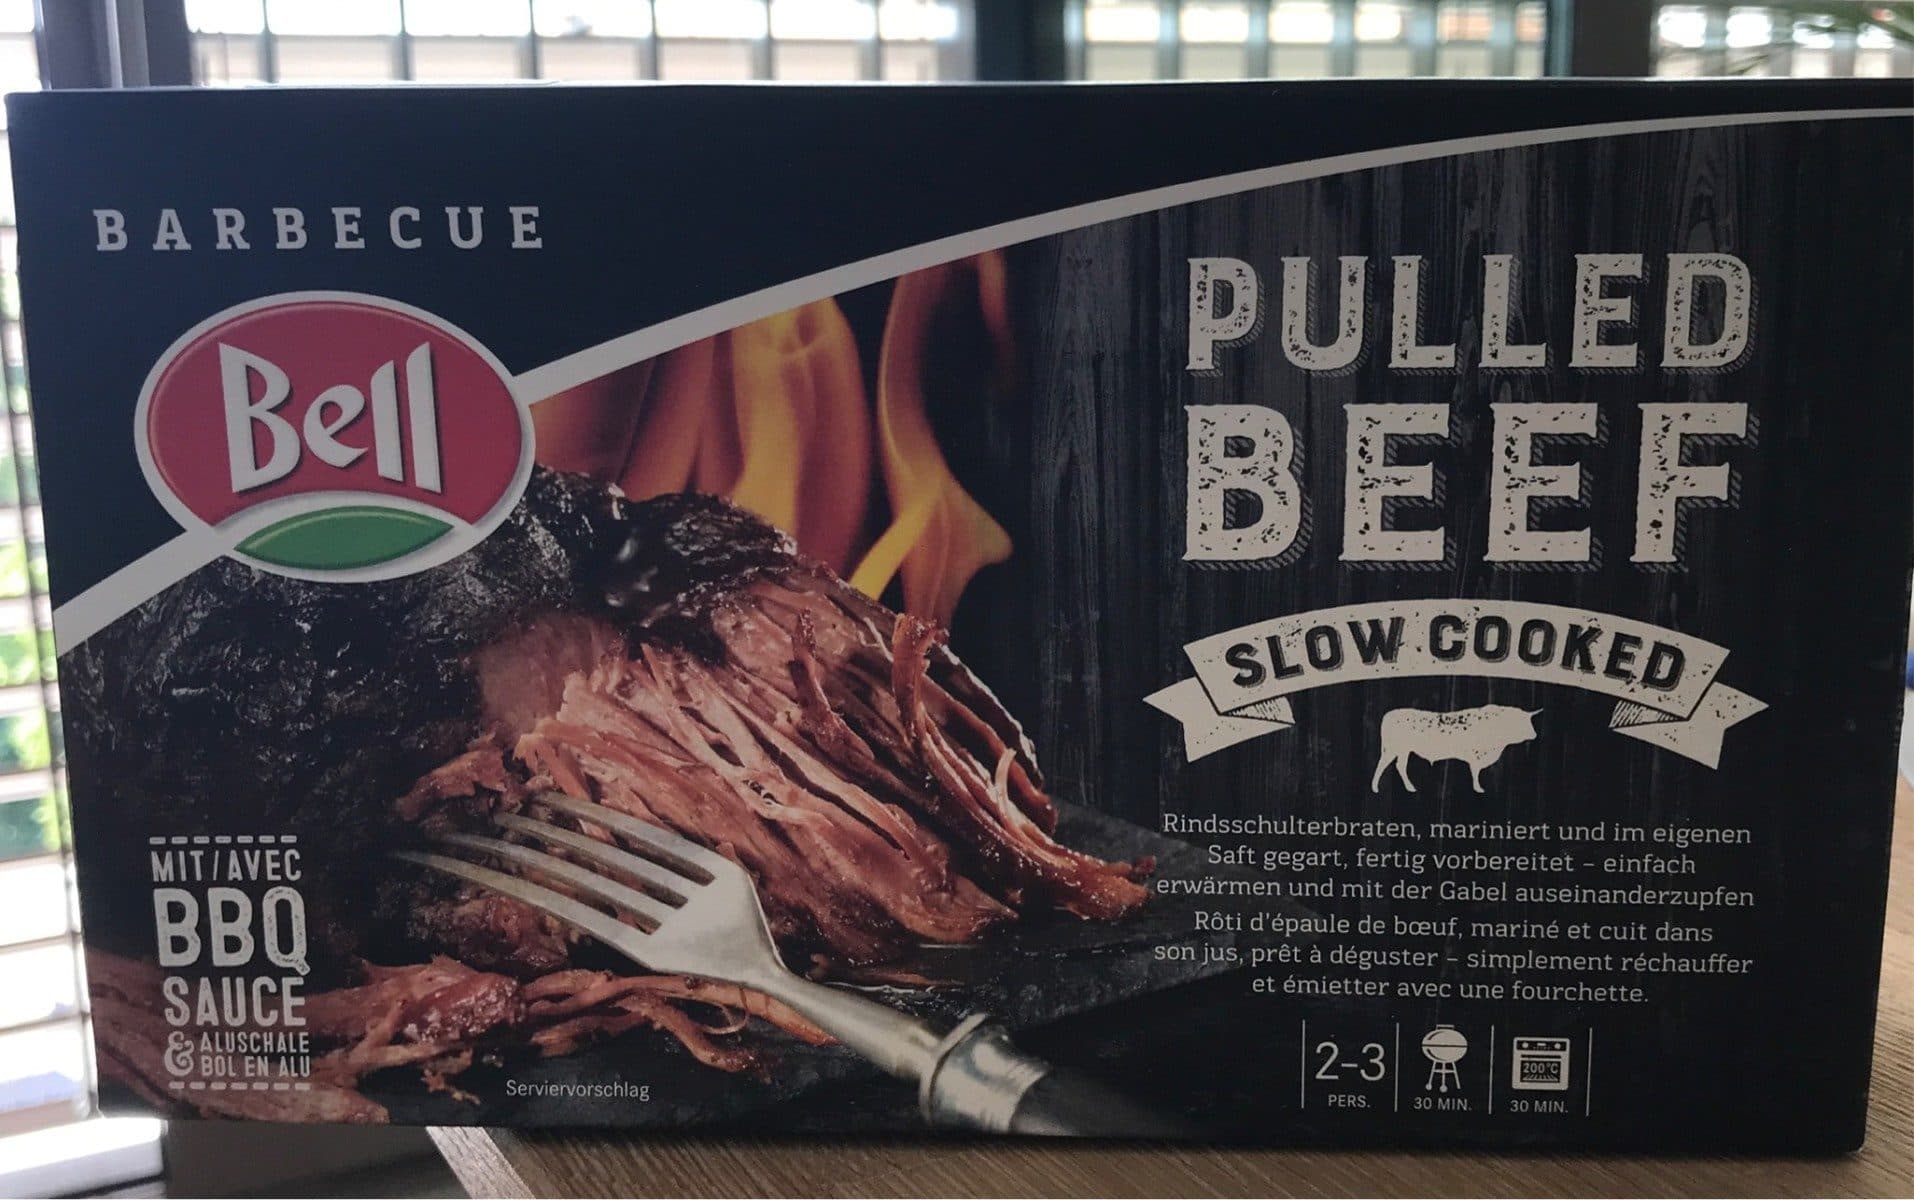 BARBECUE
Bell
PULLED
BEEF
SLOW COOKED
Rindsschulterbraten, mariniert und im eigenen
Saft gegart, fertig vorbereitet – einfach
erwärmen und mit der Gabel auseinanderzupfen
Rôti d'épaule de bœuf, mariné et cuit dans
son jus, prêt à déguster – simplement réchauffer
et émietter avec une fourchette.
MIT/AVEC
BBQ
SAUCE
& ALUSCHALE
BOL EN ALU
Serviervorschlag
2-3
PERS.
30 MIN.
200°C
30 MIN.